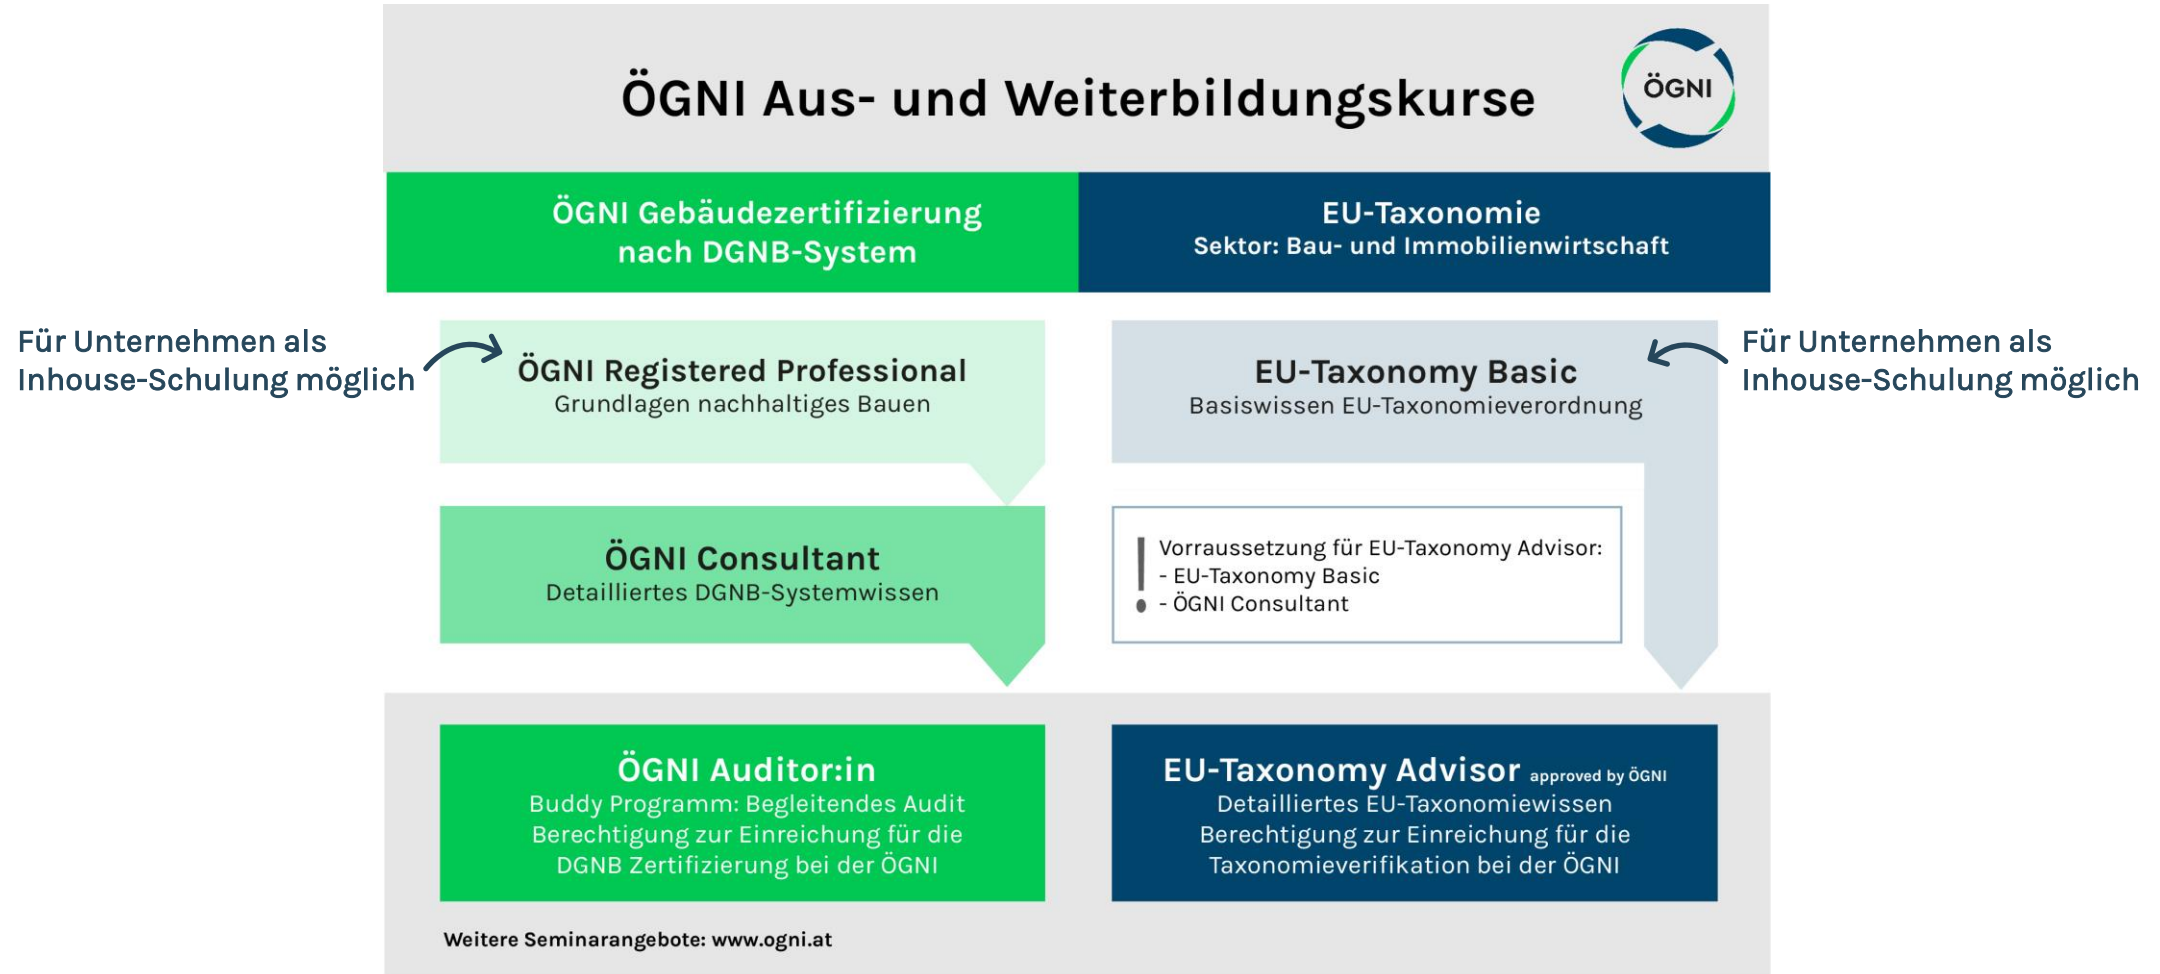 ÖGNI Aus- und Weiterbildungskurse
ÖGNI
ÖGNI Gebäudezertifizierung
nach DGNB-System
EU-Taxonomie
Sektor: Bau- und Immobilienwirtschaft
Für Unternehmen als
Inhouse-Schulung möglich
ÖGNI Registered Professional
Grundlagen nachhaltiges Bauen
EU-Taxonomy Basic
Basiswissen EU-Taxonomieverordnung
Für Unternehmen als
Inhouse-Schulung möglich
ÖGNI Consultant
Detailliertes DGNB-Systemwissen
! Vorraussetzung für EU-Taxonomy Advisor:
- EU-Taxonomy Basic
- ÖGNI Consultant
ÖGNI Auditor:in
Buddy Programm: Begleitendes Audit
Berechtigung zur Einreichung für die
DGNB Zertifizierung bei der ÖGNI
EU-Taxonomy Advisor approved by ÖGNI
Detailliertes EU-Taxonomiewissen
Berechtigung zur Einreichung für die
Taxonomieverifikation bei der ÖGNI
Weitere Seminarangebote: www.ogni.at